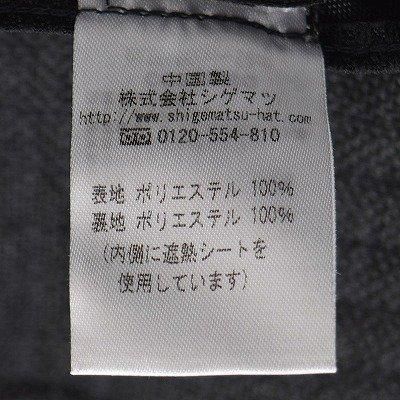 中国製
株式会社シゲマツ
http://www.shigematsu-hat.com
0120-554-810
表地 ポリエステル 100%
裏地 ポリエステル 100%
(内側に遮熱シートを
使用しています)